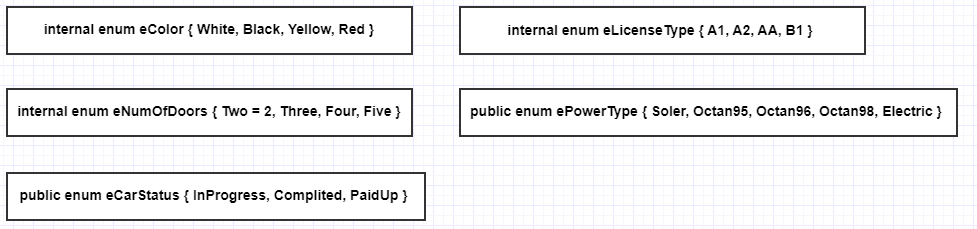 internal enum eColor { White, Black, Yellow, Red }
internal enum eLicenseType { A1, A2, AA, B1 }
internal enum eNumOfDoors { Two = 2, Three, Four, Five }
public enum ePowerType { Soler, Octan95, Octan96, Octan98, Electric }
public enum eCarStatus { InProgress, Complited, PaidUp }